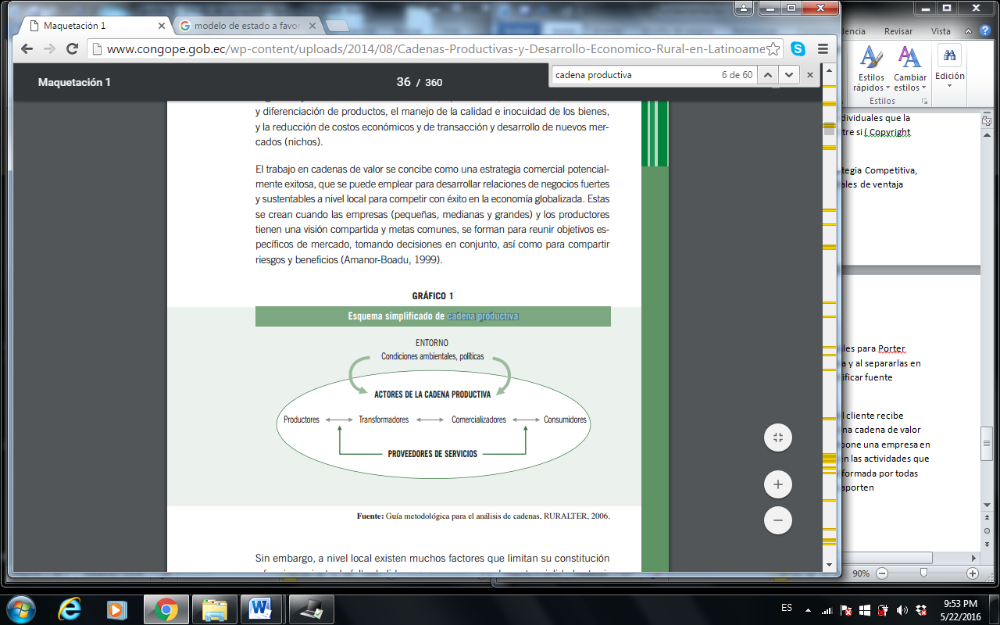 Maquetación 1
modelo de estado a favor
www.congope.gob.ec/wp-content/uploads/2014/08/Cadenas-Productivas-y-Desarrollo-Economico-Rural-en-Latinoame
Maquetación 1
36 / 360
cadena productiva
6 de 60
y diferenciación de productos, el manejo de la calidad e inocuidad de los bienes,
y la reducción de costos económicos y de transacción y desarrollo de nuevos mer-
cados (nichos).
El trabajo en cadenas de valor se concibe como una estrategia comercial potencial-
mente exitosa, que se puede emplear para desarrollar relaciones de negocios fuertes
y sustentables a nivel local para competir con éxito en la economía globalizada. Estas
se crean cuando las empresas (pequeñas, medianas y grandes) y los productores
tienen una visión compartida y metas comunes, se forman para reunir objetivos es-
pecíficos de mercado, tomando decisiones en conjunto, así como para compartir
riesgos y beneficios (Amanor-Boadu, 1999).
GRÁFICO 1
Esquema simplificado de cadena productiva
ENTORNO
Condiciones ambientales, políticas
ACTORES DE LA CADENA PRODUCTIVA
Productores Transformadores Comercializadores Consumidores
PROVEEDORES DE SERVICIOS
Fuente: Guía metodológica para el análisis de cadenas, RURALTER, 2006.
Sin embargo, a nivel local existen muchos factores que limitan su constitución
dencia Revisar Vista
Estilos rápidos
Cambiar estilos
Edición
Estilos
dividuales que la
tre si ( Copyright
tegia Competitiva,
ales de ventaja
les para Porter
a y al separarlas en
ificar fuente
l cliente recibe
na cadena de valor
pone una empresa en
en las actividades que
formada por todas
aporten
90%
ES
9:53 PM
5/22/2016